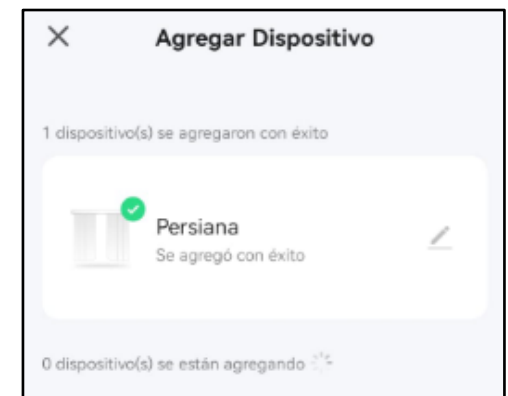 Agregar Dispositivo
1 dispositivo(s) se agregaron con éxito
Persiana
Se agregó con éxito
0 dispositivo(s) se están agregando